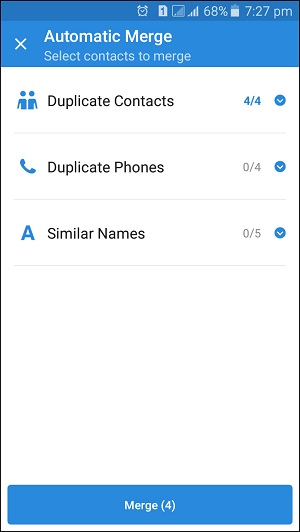 1 68% 7:27 pm
Automatic Merge
Select contacts to merge
Duplicate Contacts 4/4
Duplicate Phones 0/4
A Similar Names 0/5
Merge (4)